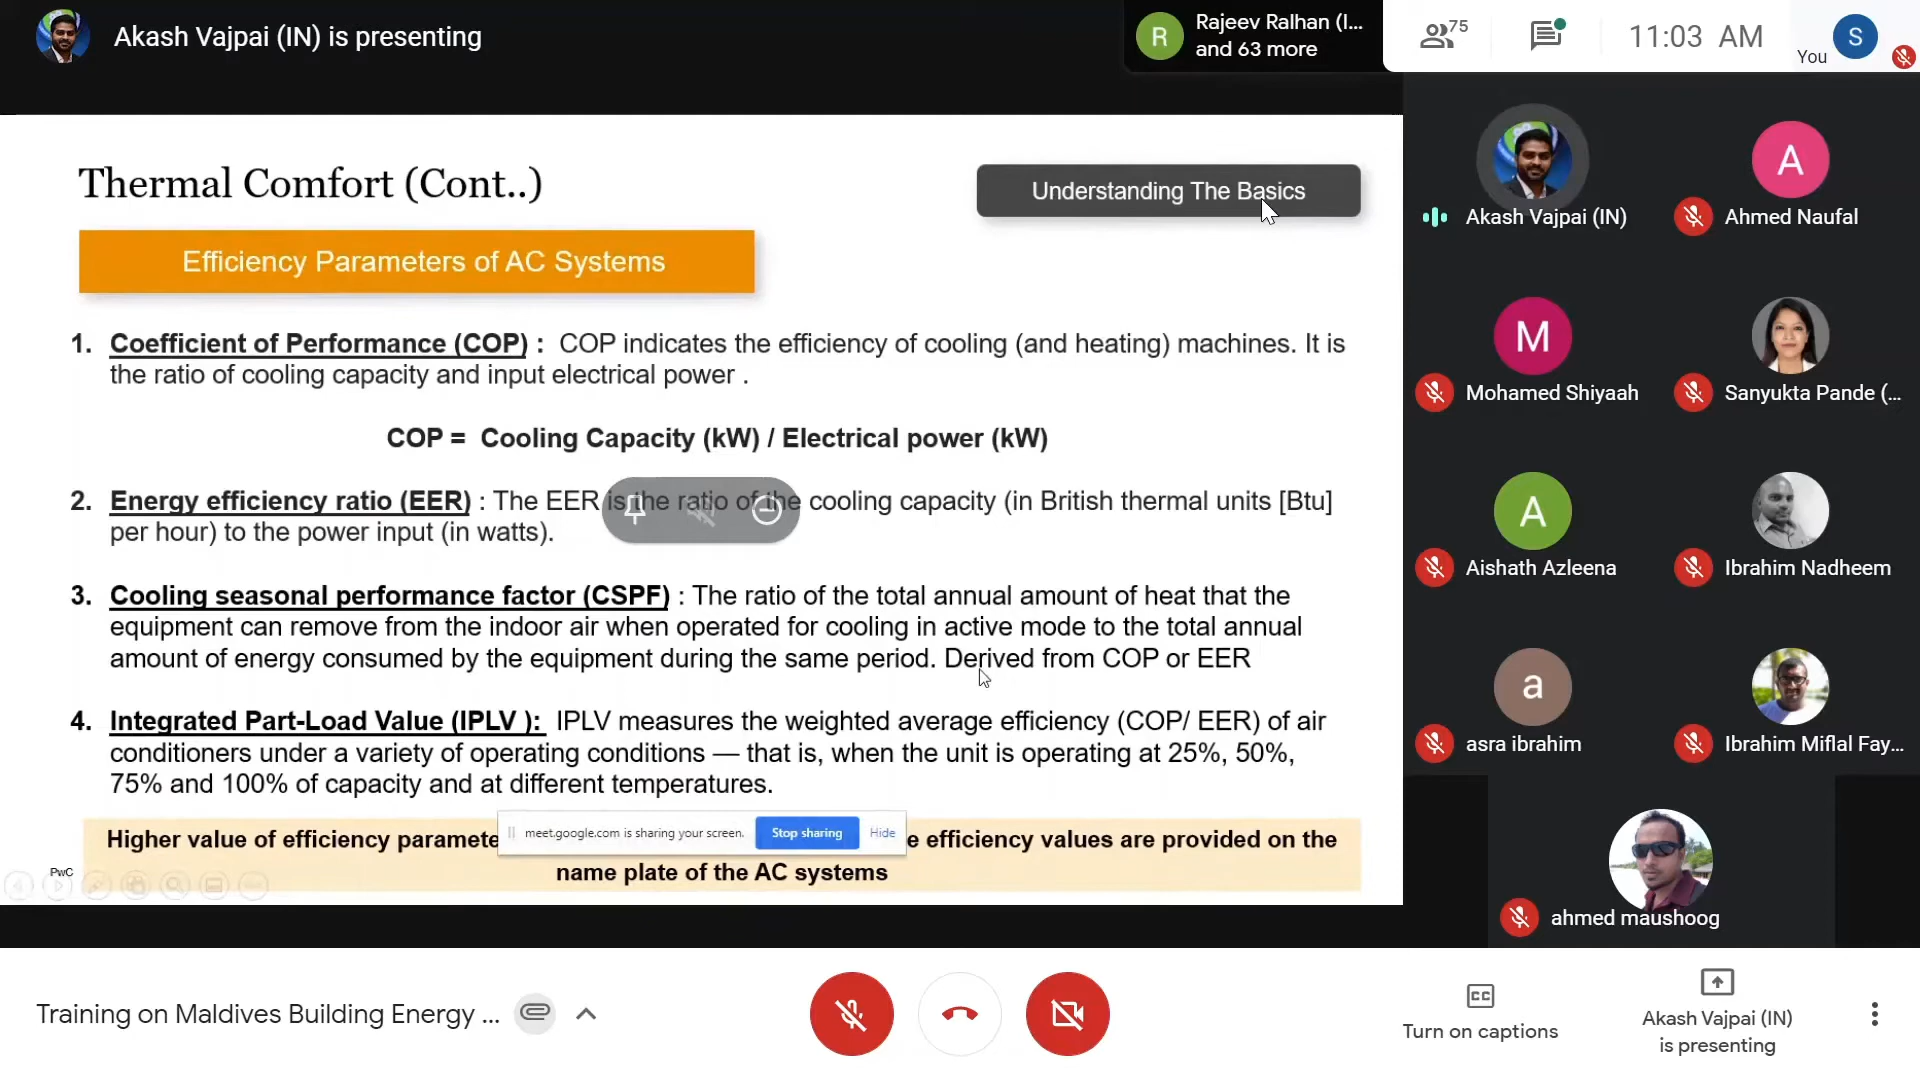 Akash Vajpai (IN) is presenting
R
Rajeev Ralhan (I...
and 63 more
75
11:03 AM
You
S
Thermal Comfort (Cont..)
Understanding The Basics
Efficiency Parameters of AC Systems
1. Coefficient of Performance (COP) : COP indicates the efficiency of cooling (and heating) machines. It is
the ratio of cooling capacity and input electrical power .
COP = Cooling Capacity (kW) / Electrical power (kW)
2. Energy efficiency ratio (EER) : The EER is the ratio of the cooling capacity (in British thermal units [Btu]
per hour) to the power input (in watts).
3. Cooling seasonal performance factor (CSPF) : The ratio of the total annual amount of heat that the
equipment can remove from the indoor air when operated for cooling in active mode to the total annual
amount of energy consumed by the equipment during the same period. Derived from COP or EER
4. Integrated Part-Load Value (IPLV ): IPLV measures the weighted average efficiency (COP/ EER) of air
conditioners under a variety of operating conditions — that is, when the unit is operating at 25%, 50%,
75% and 100% of capacity and at different temperatures.
Higher value of efficiency paramete
meet.google.com is sharing your screen.
Stop sharing
Hide
e efficiency values are provided on the
name plate of the AC systems
PwC
Akash Vajpai (IN)
A
Ahmed Naufal
M
Mohamed Shiyaah
Sanyukta Pande (...
A
Aishath Azleena
Ibrahim Nadheem
a
asra ibrahim
Ibrahim Miflal Fay...
ahmed maushoog
Training on Maldives Building Energy ...
CC
Turn on captions
Akash Vajpai (IN)
is presenting